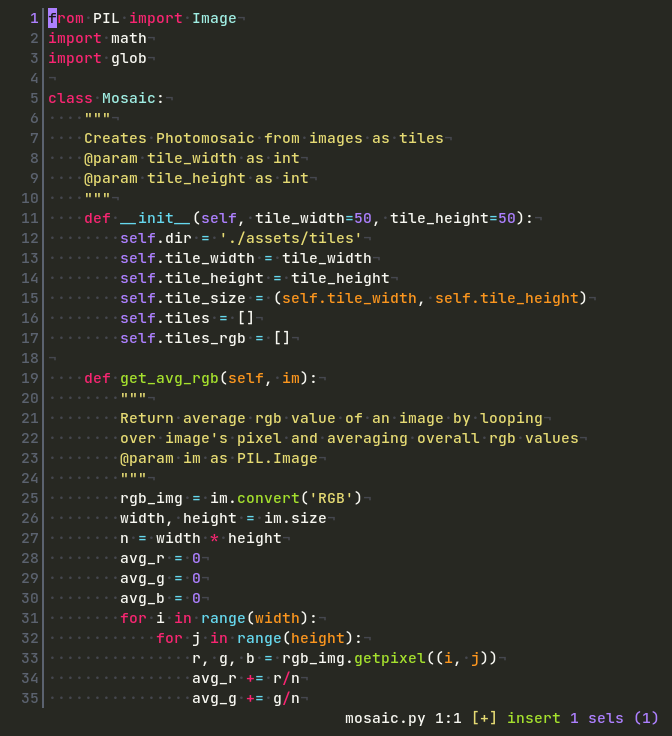 1 from PIL import Image¬
2 import math¬
3 import glob¬
4 ¬
5 class Mosaic:¬
6     """¬
7     Creates Photomosaic from images as tiles¬
8     @param tile_width as int¬
9     @param tile_height as int¬
10     """¬
11     def __init__(self, tile_width=50, tile_height=50):¬
12         self.dir = './assets/tiles'¬
13         self.tile_width = tile_width¬
14         self.tile_height = tile_height¬
15         self.tile_size = (self.tile_width, self.tile_height)¬
16         self.tiles = []¬
17         self.tiles_rgb = []¬
18 ¬
19     def get_avg_rgb(self, im):¬
20         """¬
21         Return average rgb value of an image by looping¬
22         over image's pixel and averaging overall rgb values¬
23         @param im as PIL.Image¬
24         """¬
25         rgb_img = im.convert('RGB')¬
26         width, height = im.size¬
27         n = width * height¬
28         avg_r = 0¬
29         avg_g = 0¬
30         avg_b = 0¬
31         for i in range(width):¬
32             for j in range(height):¬
33                 r, g, b = rgb_img.getpixel((i, j))¬
34                 avg_r += r/n¬
35                 avg_g += g/n¬
mosaic.py 1:1 [+] insert 1 sels (1)